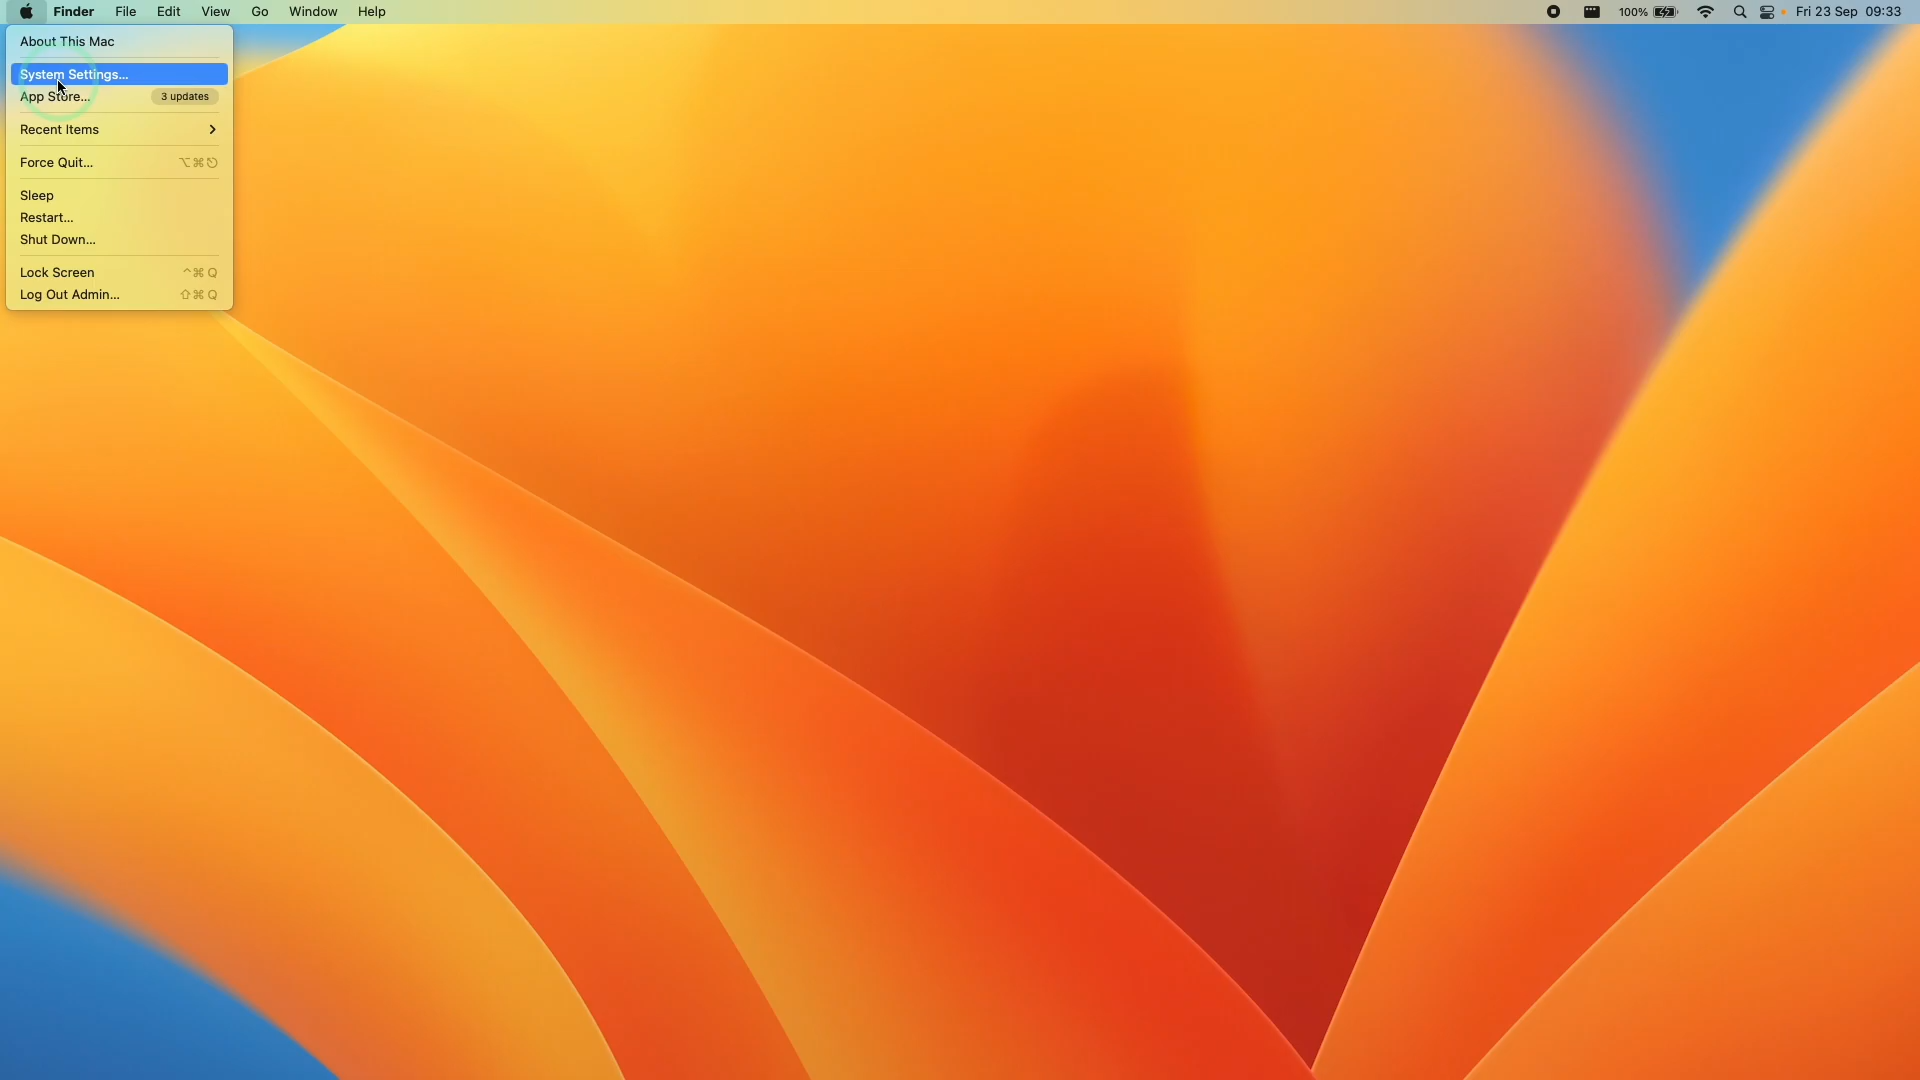 Finder File Edit View Go Window Help 100% Fri 23 Sep 09:33
About This Mac
System Settings...
App Store... 3 updates
Recent Items
Force Quit... ⌥⌘⎋
Sleep
Restart...
Shut Down...
Lock Screen ^⌘Q
Log Out Admin... ⇧⌘Q